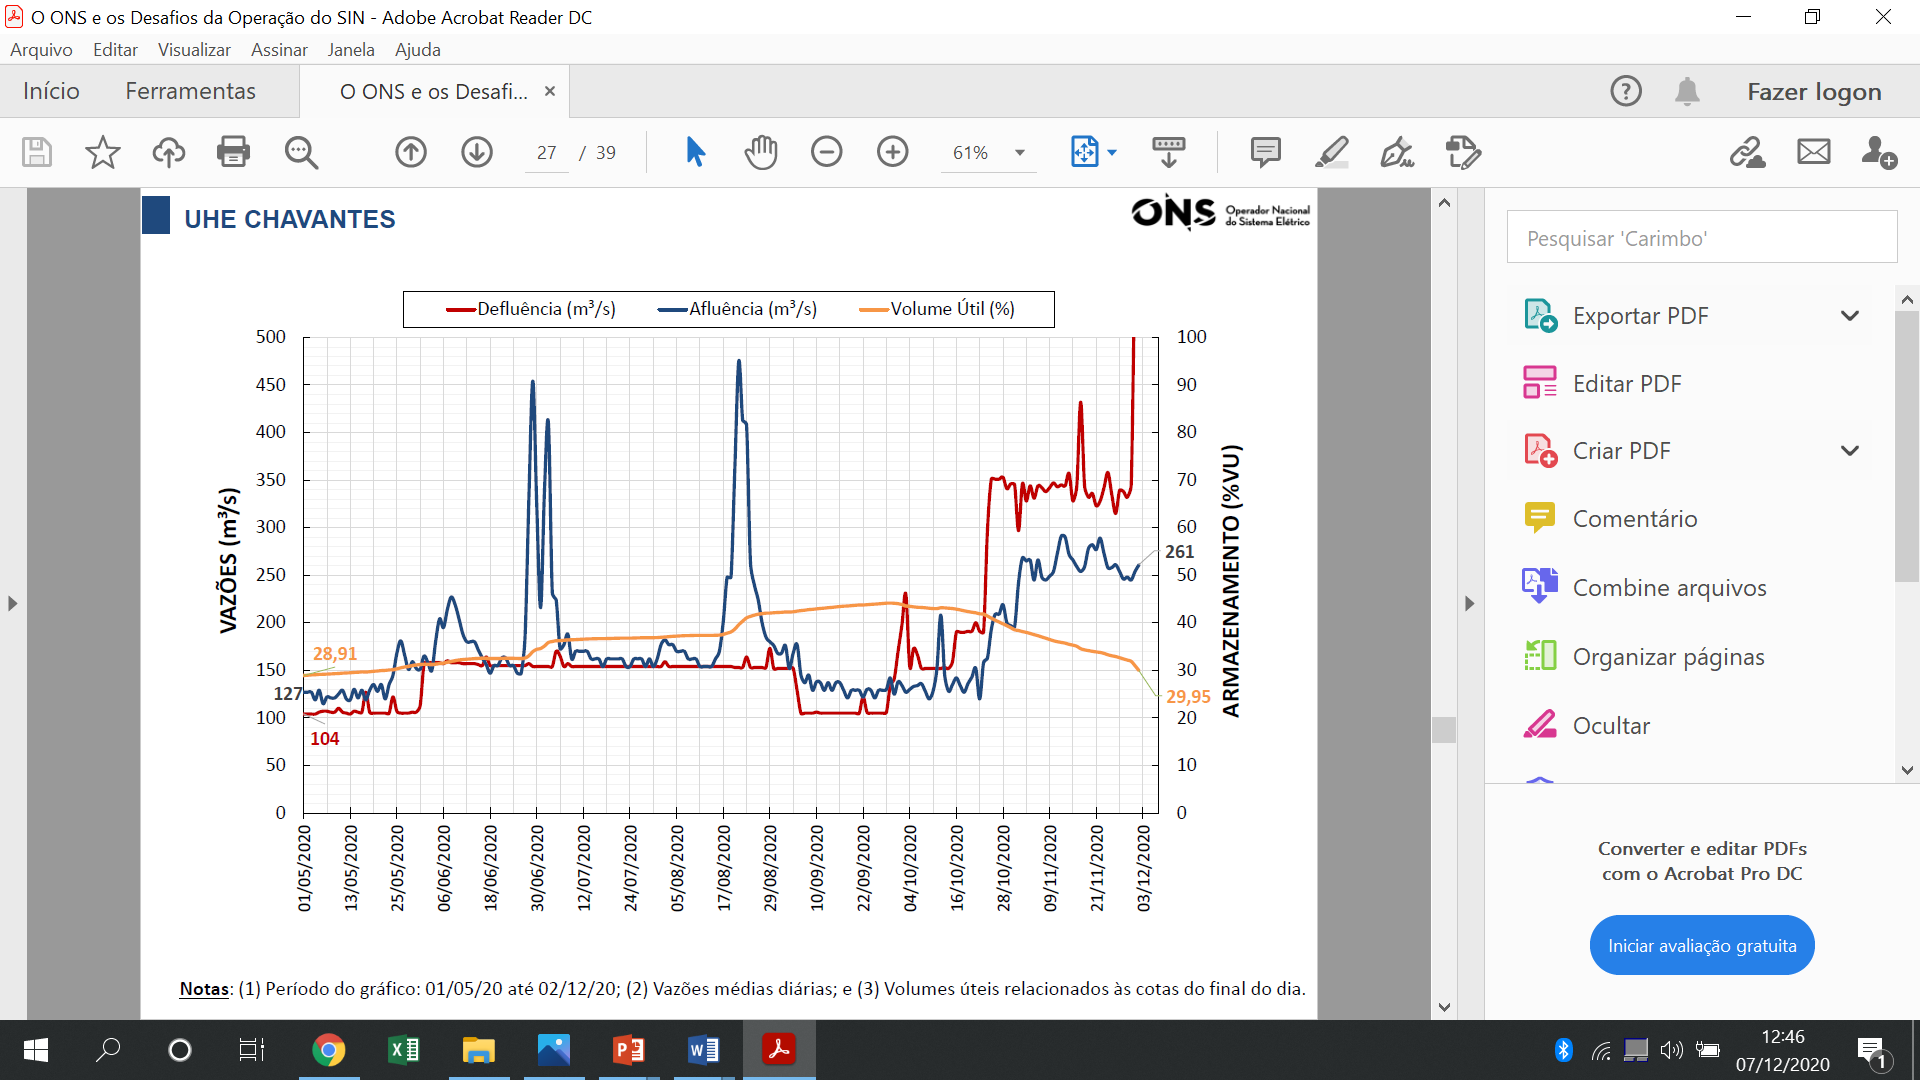 O ONS e os Desafios da Operação do SIN - Adobe Acrobat Reader DC
Arquivo Editar Visualizar Assinar Janela Ajuda
Início Ferramentas O ONS e os Desafi... × Fazer logon
27 / 39 61%
UHE CHAVANTES
ONS Operador Nacional
do Sistema Elétrico
Defluência (m³/s) Afluência (m³/s) Volume Útil (%)
VAZÕES (m³/s)
500
450
400
350
300
250
200
150
100
50
0
100
90
80
70
60
50
40
30
20
10
0
ARMAZENAMENTO (%VU)
28,91
127
104
261
29,95
01/05/2020
13/05/2020
25/05/2020
06/06/2020
18/06/2020
30/06/2020
12/07/2020
24/07/2020
05/08/2020
17/08/2020
29/08/2020
10/09/2020
22/09/2020
04/10/2020
16/10/2020
28/10/2020
09/11/2020
21/11/2020
03/12/2020
Notas: (1) Período do gráfico: 01/05/20 até 02/12/20; (2) Vazões médias diárias; e (3) Volumes úteis relacionados às cotas do final do dia.
Pesquisar 'Carimbo'
Exportar PDF
Editar PDF
Criar PDF
Comentário
Combine arquivos
Organizar páginas
Ocultar
Converter e editar PDFs
com o Acrobat Pro DC
Iniciar avaliação gratuita
12:46
07/12/2020
1